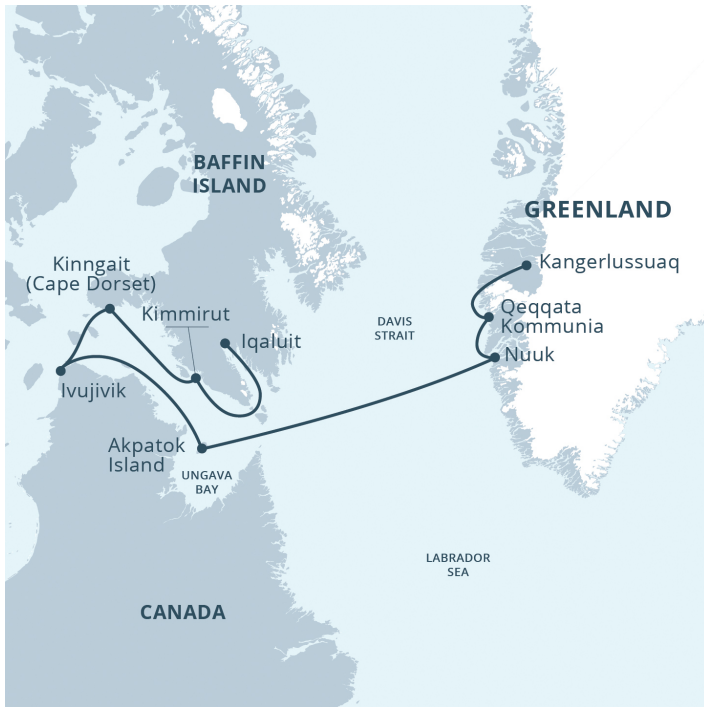 BAFFIN
ISLAND
GREENLAND
Kangerlussuaq
Kinngait
(Cape Dorset)
Kimmirut
Qeqqata
Kommunia
DAVIS
STRAIT
Iqaluit
Nuuk
Ivujivik
Akpatok
Island
UNGAVA
BAY
LABRADOR
SEA
CANADA